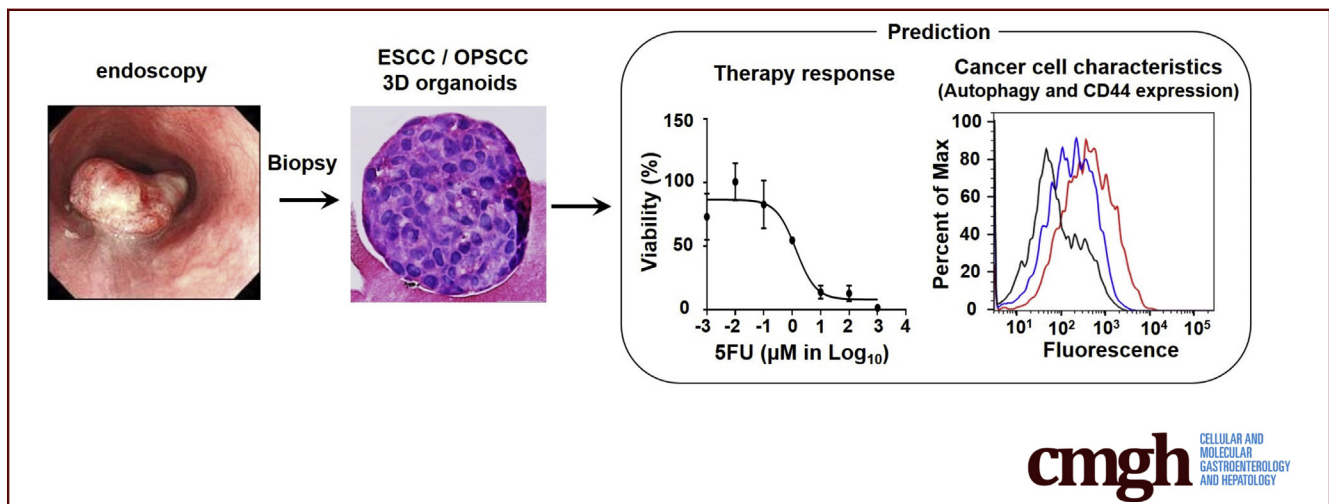 endoscopy
Biopsy
ESCC / OPSCC
3D organoids
Prediction
Therapy response
150
100
50
0
Viability (%)
-3 -2 -1 0 1 2 3 4
5FU (µM in Log₁₀)
Cancer cell characteristics
(Autophagy and CD44 expression)
100
80
60
40
20
0
Percent of Max
10¹ 10² 10³ 10⁴ 10⁵
Fluorescence
cmgh
CELLULAR AND
MOLECULAR
GASTROENTEROLOGY
AND HEPATOLOGY